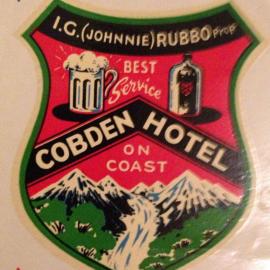 I.G.(JOHNNIE)RUBBO Prop
BEST
Service
COBDEN HOTEL
ON
COAST